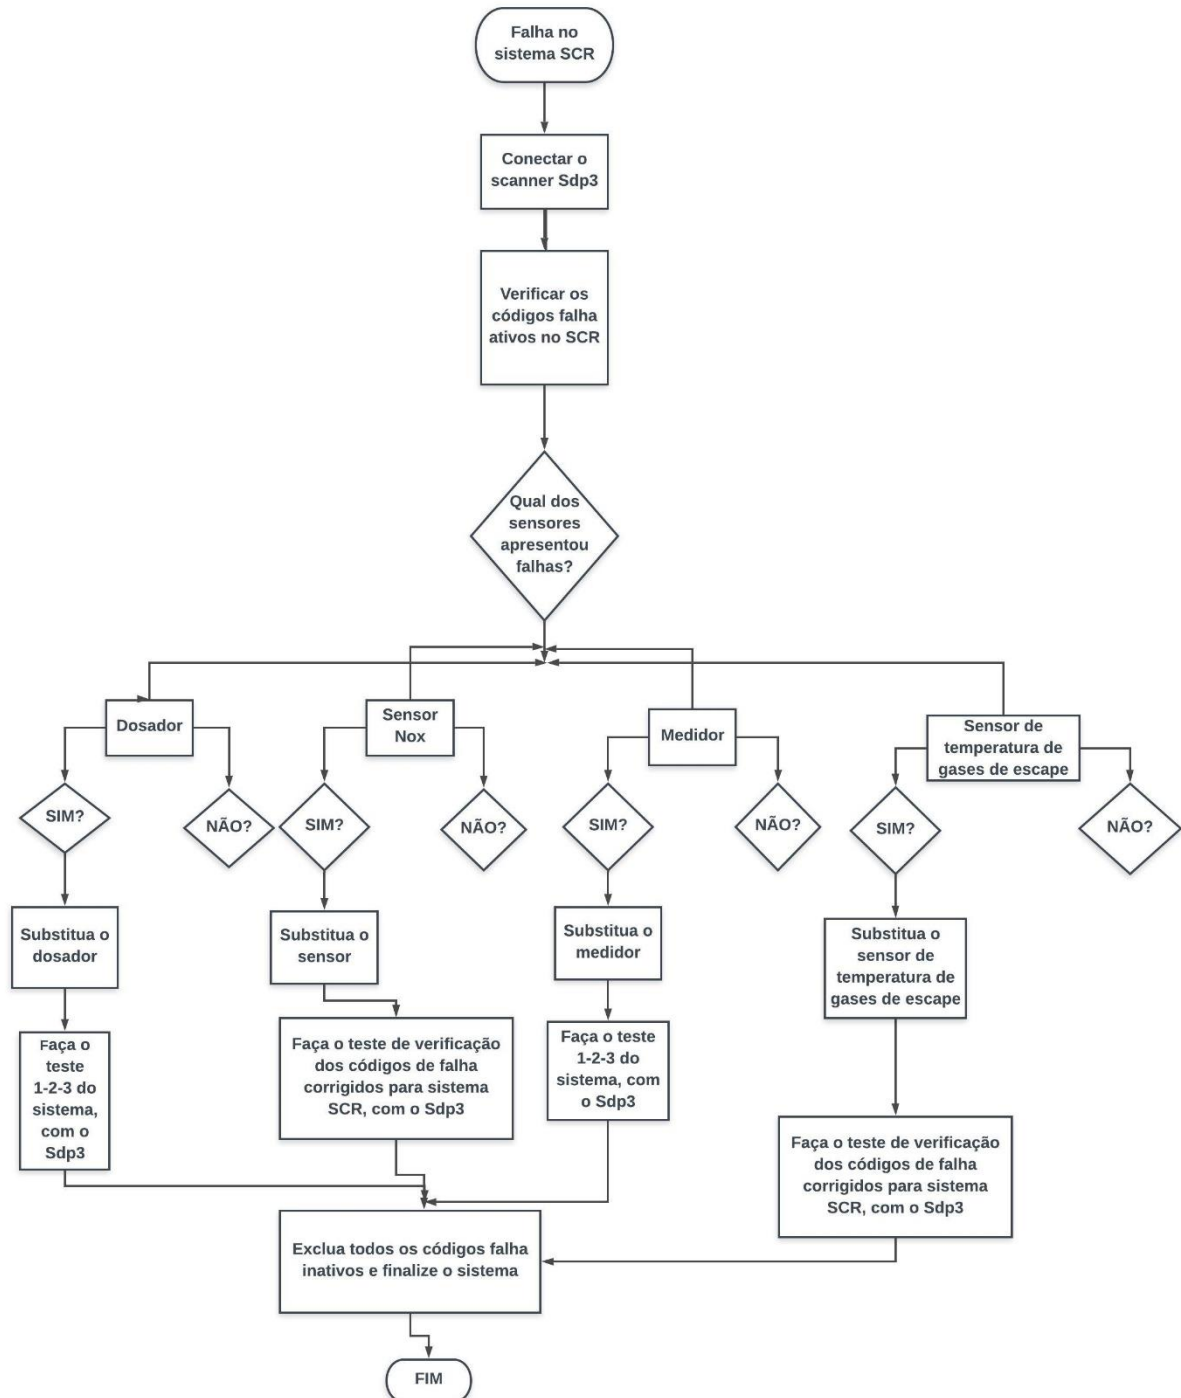 Falha no
sistema SCR
Conectar o
scanner Sdp3
Verificar os
códigos falha
ativos no SCR
Qual dos
sensores
apresentou
falhas?
Dosador
Sensor
Nox
Medidor
Sensor de
temperatura de
gases de escape
SIM?
NÃO?
SIM?
NÃO?
SIM?
NÃO?
SIM?
NÃO?
Substitua o
dosador
Substitua o
sensor
Substitua o
medidor
Substitua o
sensor de
temperatura de
gases de escape
Faça o
teste
1-2-3 do
sistema,
com o
Sdp3
Faça o teste de verificação
dos códigos de falha
corrigidos para sistema
SCR, com o Sdp3
Faça o teste
1-2-3 do
sistema, com
o Sdp3
Faça o teste de verificação
dos códigos de falha
corrigidos para sistema
SCR, com o Sdp3
Exclua todos os códigos falha
inativos e finalize o sistema
FIM